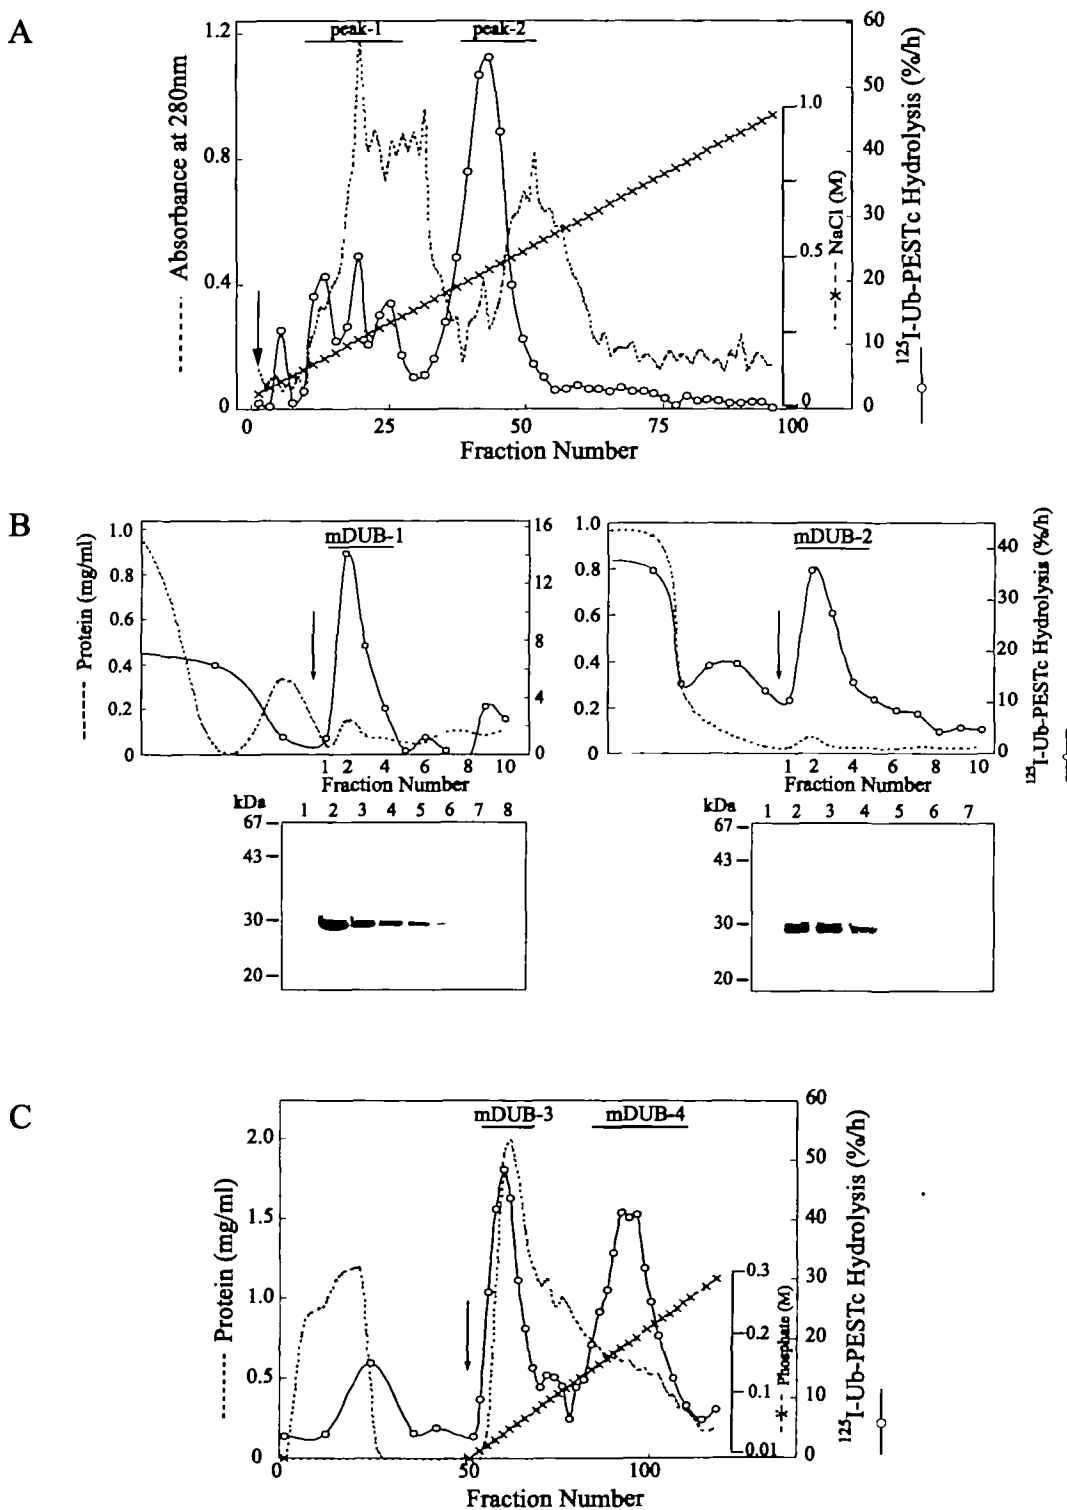 A
peak-1
peak-2
1.2
0.8
0.4
0
Absorbance at 280nm
0
25
50
75
100
Fraction Number
1.0
0.5
0
NaCl (M)
60
50
40
30
20
10
0
125I-Ub-PESTc Hydrolysis (%/h)
B
mDUB-1
1.0
0.8
0.6
0.4
0.2
0
Protein (mg/ml)
16
12
8
4
0
1 2 4 6 8 10
Fraction Number
kDa 1 2 3 4 5 6 7 8
67
43
30
20
mDUB-2
1.0
0.8
0.6
0.4
0.2
0
40
30
20
10
0
125I-Ub-PESTc Hydrolysis (%/h)
1 2 4 6 8 10
Fraction Number
kDa 1 2 3 4 5 6 7
67
43
30
20
C
mDUB-3
mDUB-4
2.0
1.5
1.0
0.5
0
Protein (mg/ml)
0
50
100
Fraction Number
0.3
0.2
0.1
0.01
Phosphate (M)
60
50
40
30
20
10
0
125I-Ub-PESTc Hydrolysis (%/h)